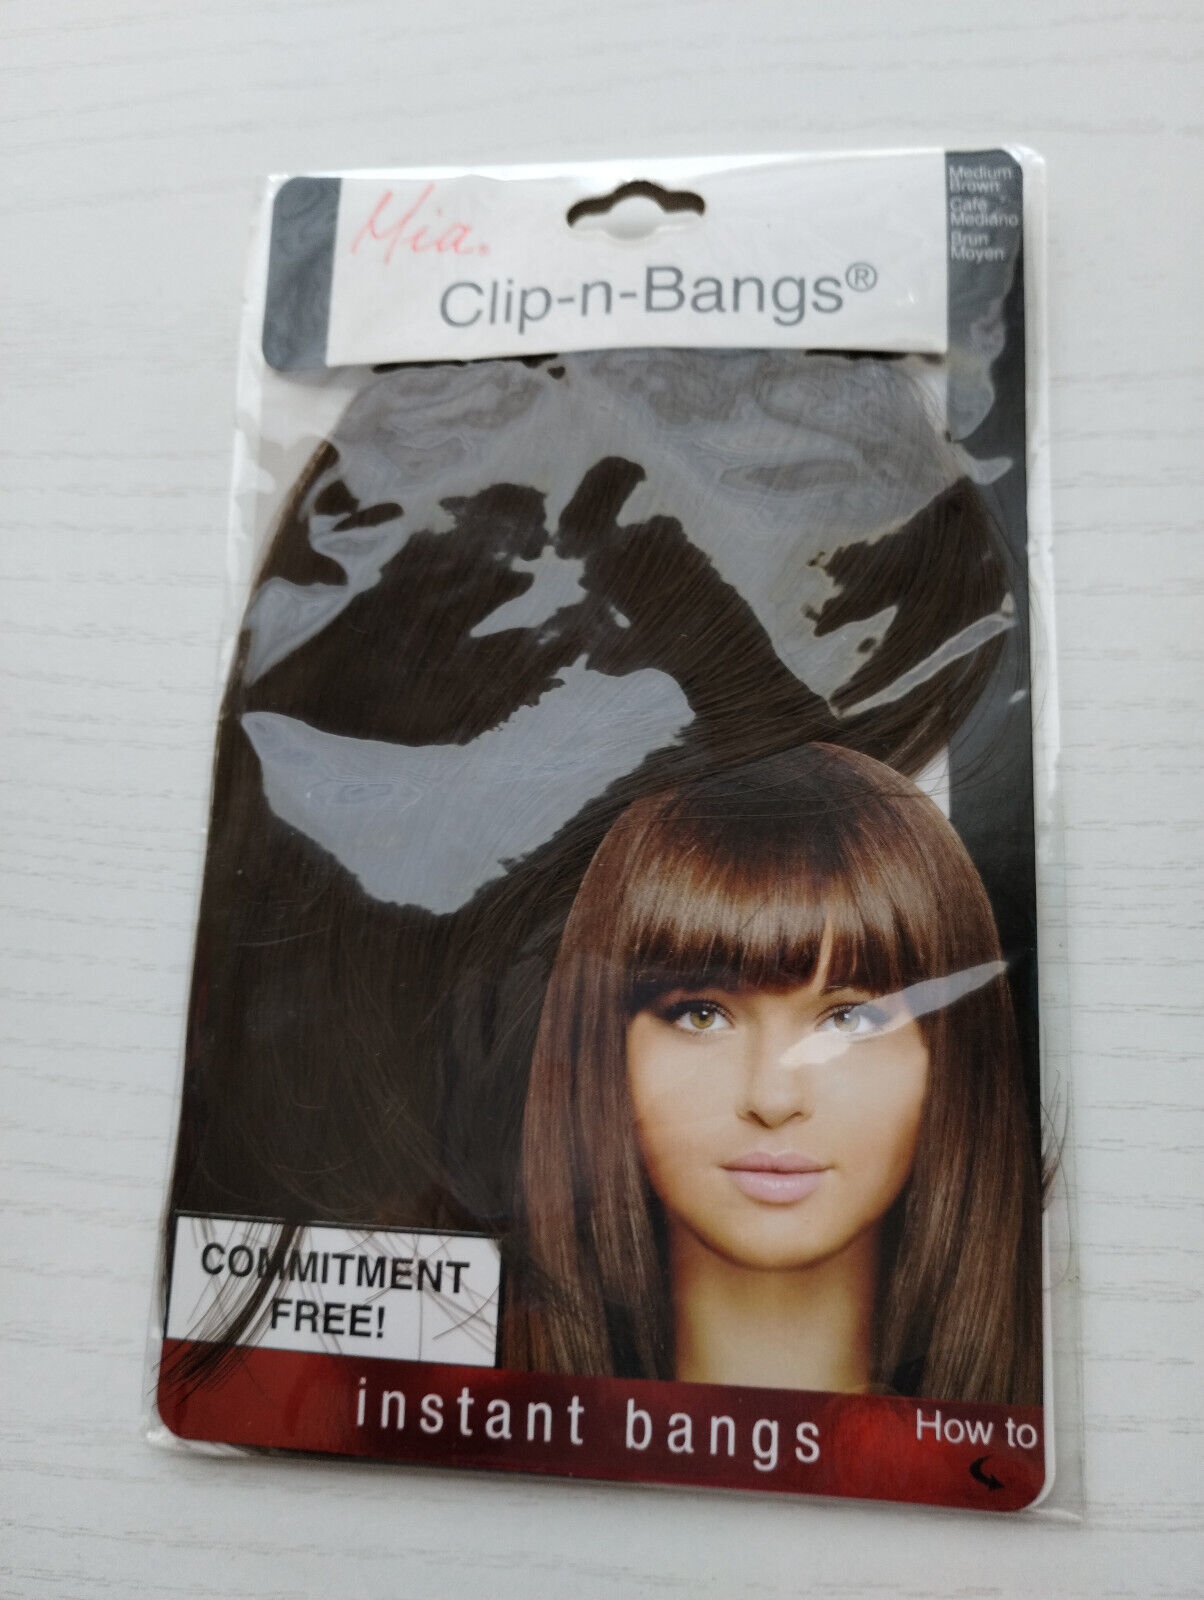 Mia®
Clip-n-Bangs®
Medium
Brown
Café
Mediano
Brun
Moyen
COMMITMENT
FREE!
instant bangs
How to